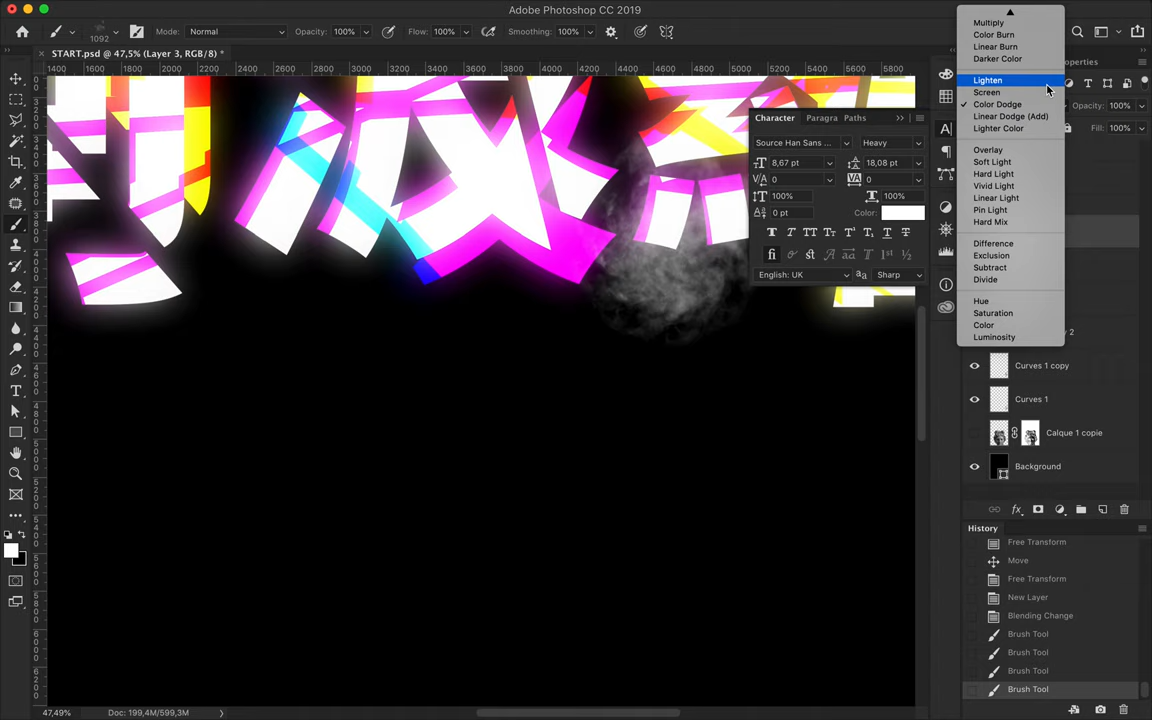 Adobe Photoshop CC 2019
1092 Mode: Normal Opacity: 100% Flow: 100% Smoothing: 100%
× START.psd @ 47,5% (Layer 3, RGB/8) *
1400 1600 1800 2000 2200 2400 2600 2800 3000 3200 3400 3600 3800 4000 4200 4400 4600 4800 5000 5200 5400 5600 5800
Multiply
Color Burn
Linear Burn
Darker Color
Lighten
Screen
Color Dodge
Linear Dodge (Add)
Lighter Color
Overlay
Soft Light
Hard Light
Vivid Light
Linear Light
Pin Light
Hard Mix
Difference
Exclusion
Subtract
Divide
Hue
Saturation
Color
Luminosity
operties
Opacity: 100%
Fill: 100%
Character Paragra Paths
Source Han Sans ... Heavy
8,67 pt 18,08 pt
0 0
100% 100%
0 pt Color:
English: UK Sharp
y 2
Curves 1 copy
Curves 1
Calque 1 copie
Background
fx
History
Free Transform
Move
Free Transform
New Layer
Blending Change
Brush Tool
Brush Tool
Brush Tool
Brush Tool
47,49% Doc: 199,4M/599,3M